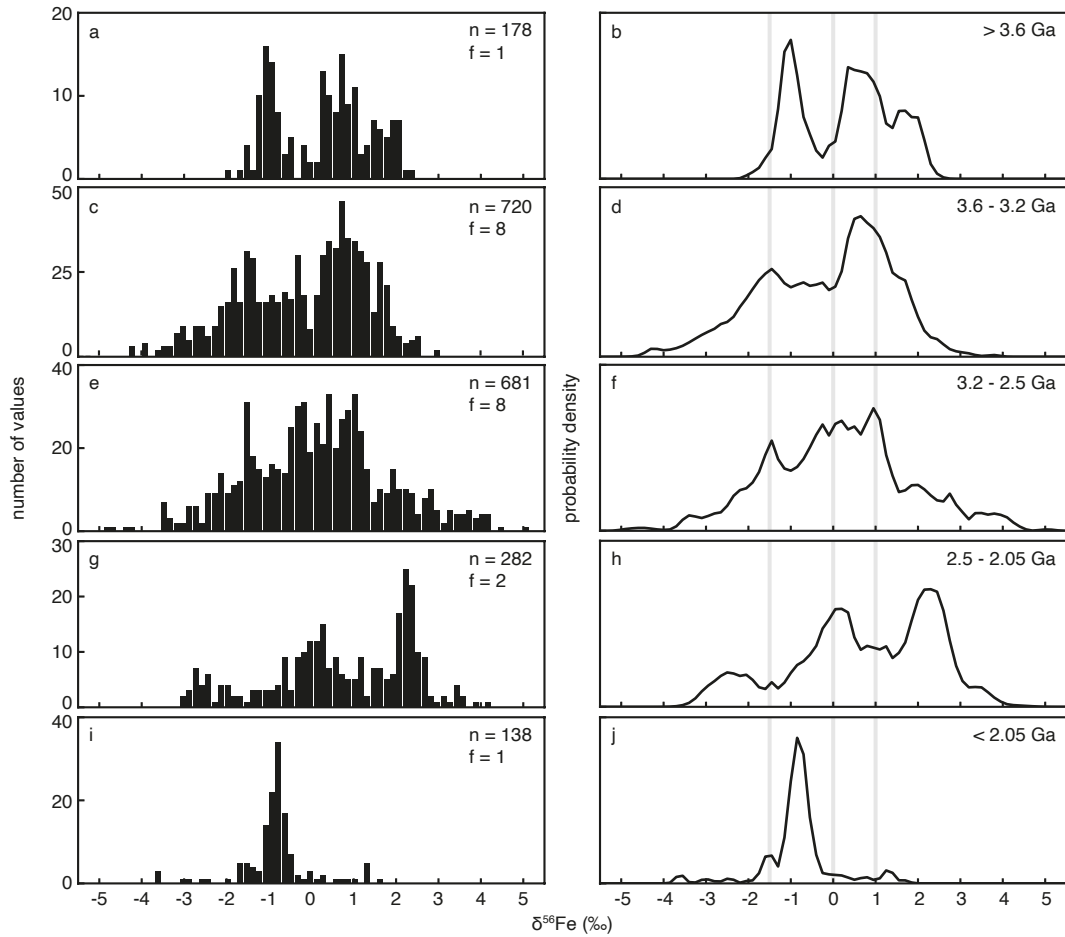 a
n = 178
f = 1
20
10
0
b
> 3.6 Ga
c
n = 720
f = 8
50
25
0
d
3.6 - 3.2 Ga
e
n = 681
f = 8
40
20
0
f
3.2 - 2.5 Ga
g
n = 282
f = 2
30
20
10
0
h
2.5 - 2.05 Ga
i
n = 138
f = 1
40
20
0
j
< 2.05 Ga
number of values
probability density
-5 -4 -3 -2 -1 0 1 2 3 4 5
-5 -4 -3 -2 -1 0 1 2 3 4 5
δ⁵⁶Fe (‰)